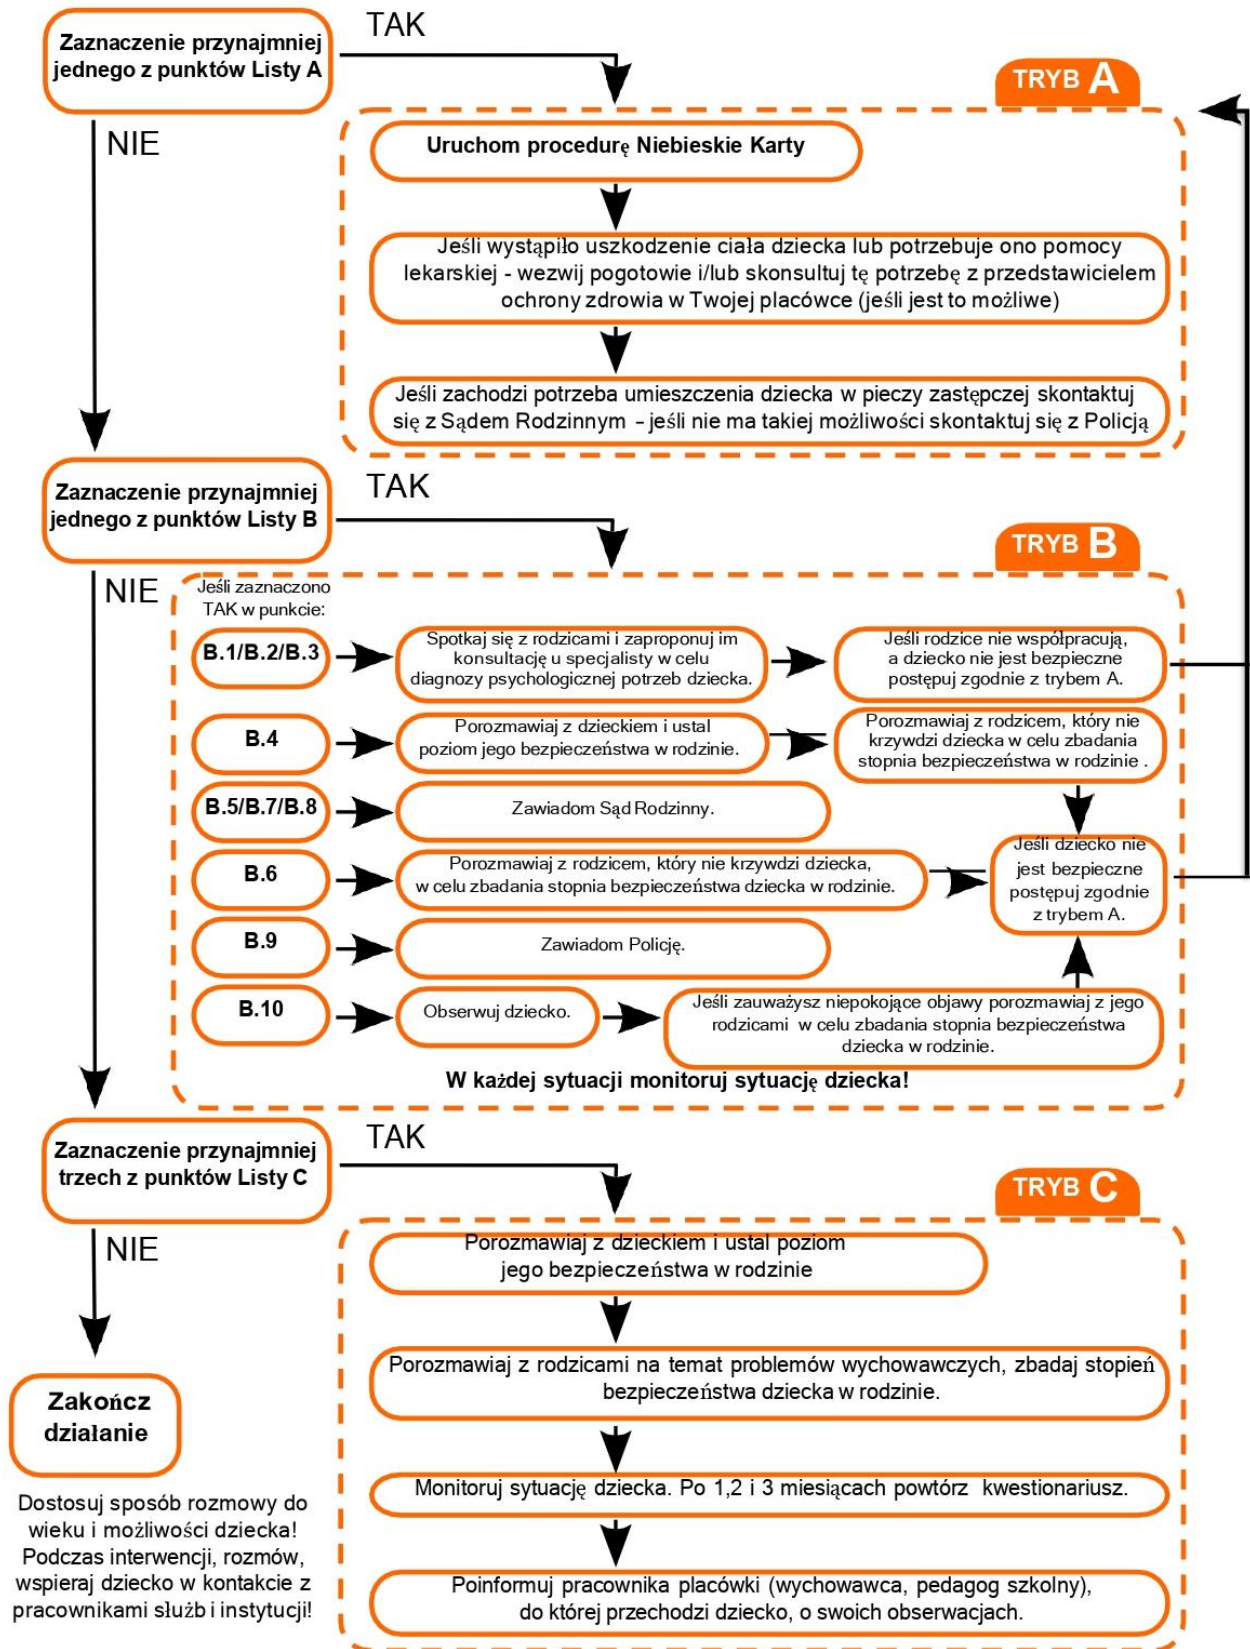 Zaznaczenie przynajmniej
jednego z punktów Listy A
TAK
NIE
TRYB A
Uruchom procedurę Niebieskie Karty
Jeśli wystąpiło uszkodzenie ciała dziecka lub potrzebuje ono pomocy
lekarskiej - wezwij pogotowie i/lub skonsultuj tę potrzebę z przedstawicielem
ochrony zdrowia w Twojej placówce (jeśli jest to możliwe)
Jeśli zachodzi potrzeba umieszczenia dziecka w pieczy zastępczej skontaktuj
się z Sądem Rodzinnym – jeśli nie ma takiej możliwości skontaktuj się z Policją
Zaznaczenie przynajmniej
jednego z punktów Listy B
TAK
NIE
TRYB B
Jeśli zaznaczono
TAK w punkcie:
B.1/B.2/B.3
Spotkaj się z rodzicami i zaproponuj im
konsultację u specjalisty w celu
diagnozy psychologicznej potrzeb dziecka.
Jeśli rodzice nie współpracują,
a dziecko nie jest bezpieczne
postępuj zgodnie z trybem A.
B.4
Porozmawiaj z dzieckiem i ustal
poziom jego bezpieczeństwa w rodzinie.
Porozmawiaj z rodzicem, który nie
krzywdzi dziecka w celu zbadania
stopnia bezpieczeństwa w rodzinie .
B.5/B.7/B.8
Zawiadom Sąd Rodzinny.
B.6
Porozmawiaj z rodzicem, który nie krzywdzi dziecka,
w celu zbadania stopnia bezpieczeństwa dziecka w rodzinie.
Jeśli dziecko nie
jest bezpieczne
postępuj zgodnie
z trybem A.
B.9
Zawiadom Policję.
B.10
Obserwuj dziecko.
Jeśli zauważysz niepokojące objawy porozmawiaj z jego
rodzicami w celu zbadania stopnia bezpieczeństwa
dziecka w rodzinie.
W każdej sytuacji monitoruj sytuację dziecka!
Zaznaczenie przynajmniej
trzech z punktów Listy C
TAK
NIE
TRYB C
Porozmawiaj z dzieckiem i ustal poziom
jego bezpieczeństwa w rodzinie
Porozmawiaj z rodzicami na temat problemów wychowawczych, zbadaj stopień
bezpieczeństwa dziecka w rodzinie.
Monitoruj sytuację dziecka. Po 1,2 i 3 miesiącach powtórz kwestionariusz.
Poinformuj pracownika placówki (wychowawca, pedagog szkolny),
do której przechodzi dziecko, o swoich obserwacjach.
Zakończ
działanie
Dostosuj sposób rozmowy do
wieku i możliwości dziecka!
Podczas interwencji, rozmów,
wspieraj dziecko w kontakcie z
pracownikami służb i instytucji!